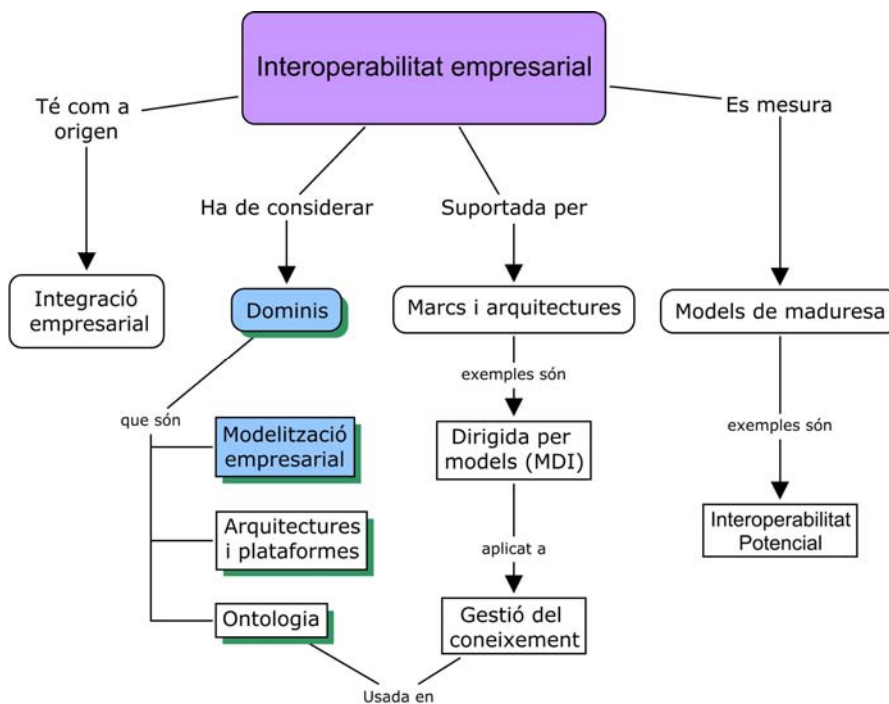 Interoperabilitat empresarial
Té com a
origen
Es mesura
Ha de considerar
Suportada per
Integració
empresarial
Dominis
Marcs i arquitectures
Models de maduresa
exemples són
que són
Modelització
empresarial
Dirigida per
models (MDI)
exemples són
Arquitectures
i plataformes
aplicat a
Interoperabilitat
Potencial
Ontologia
Gestió del
coneixement
Usada en